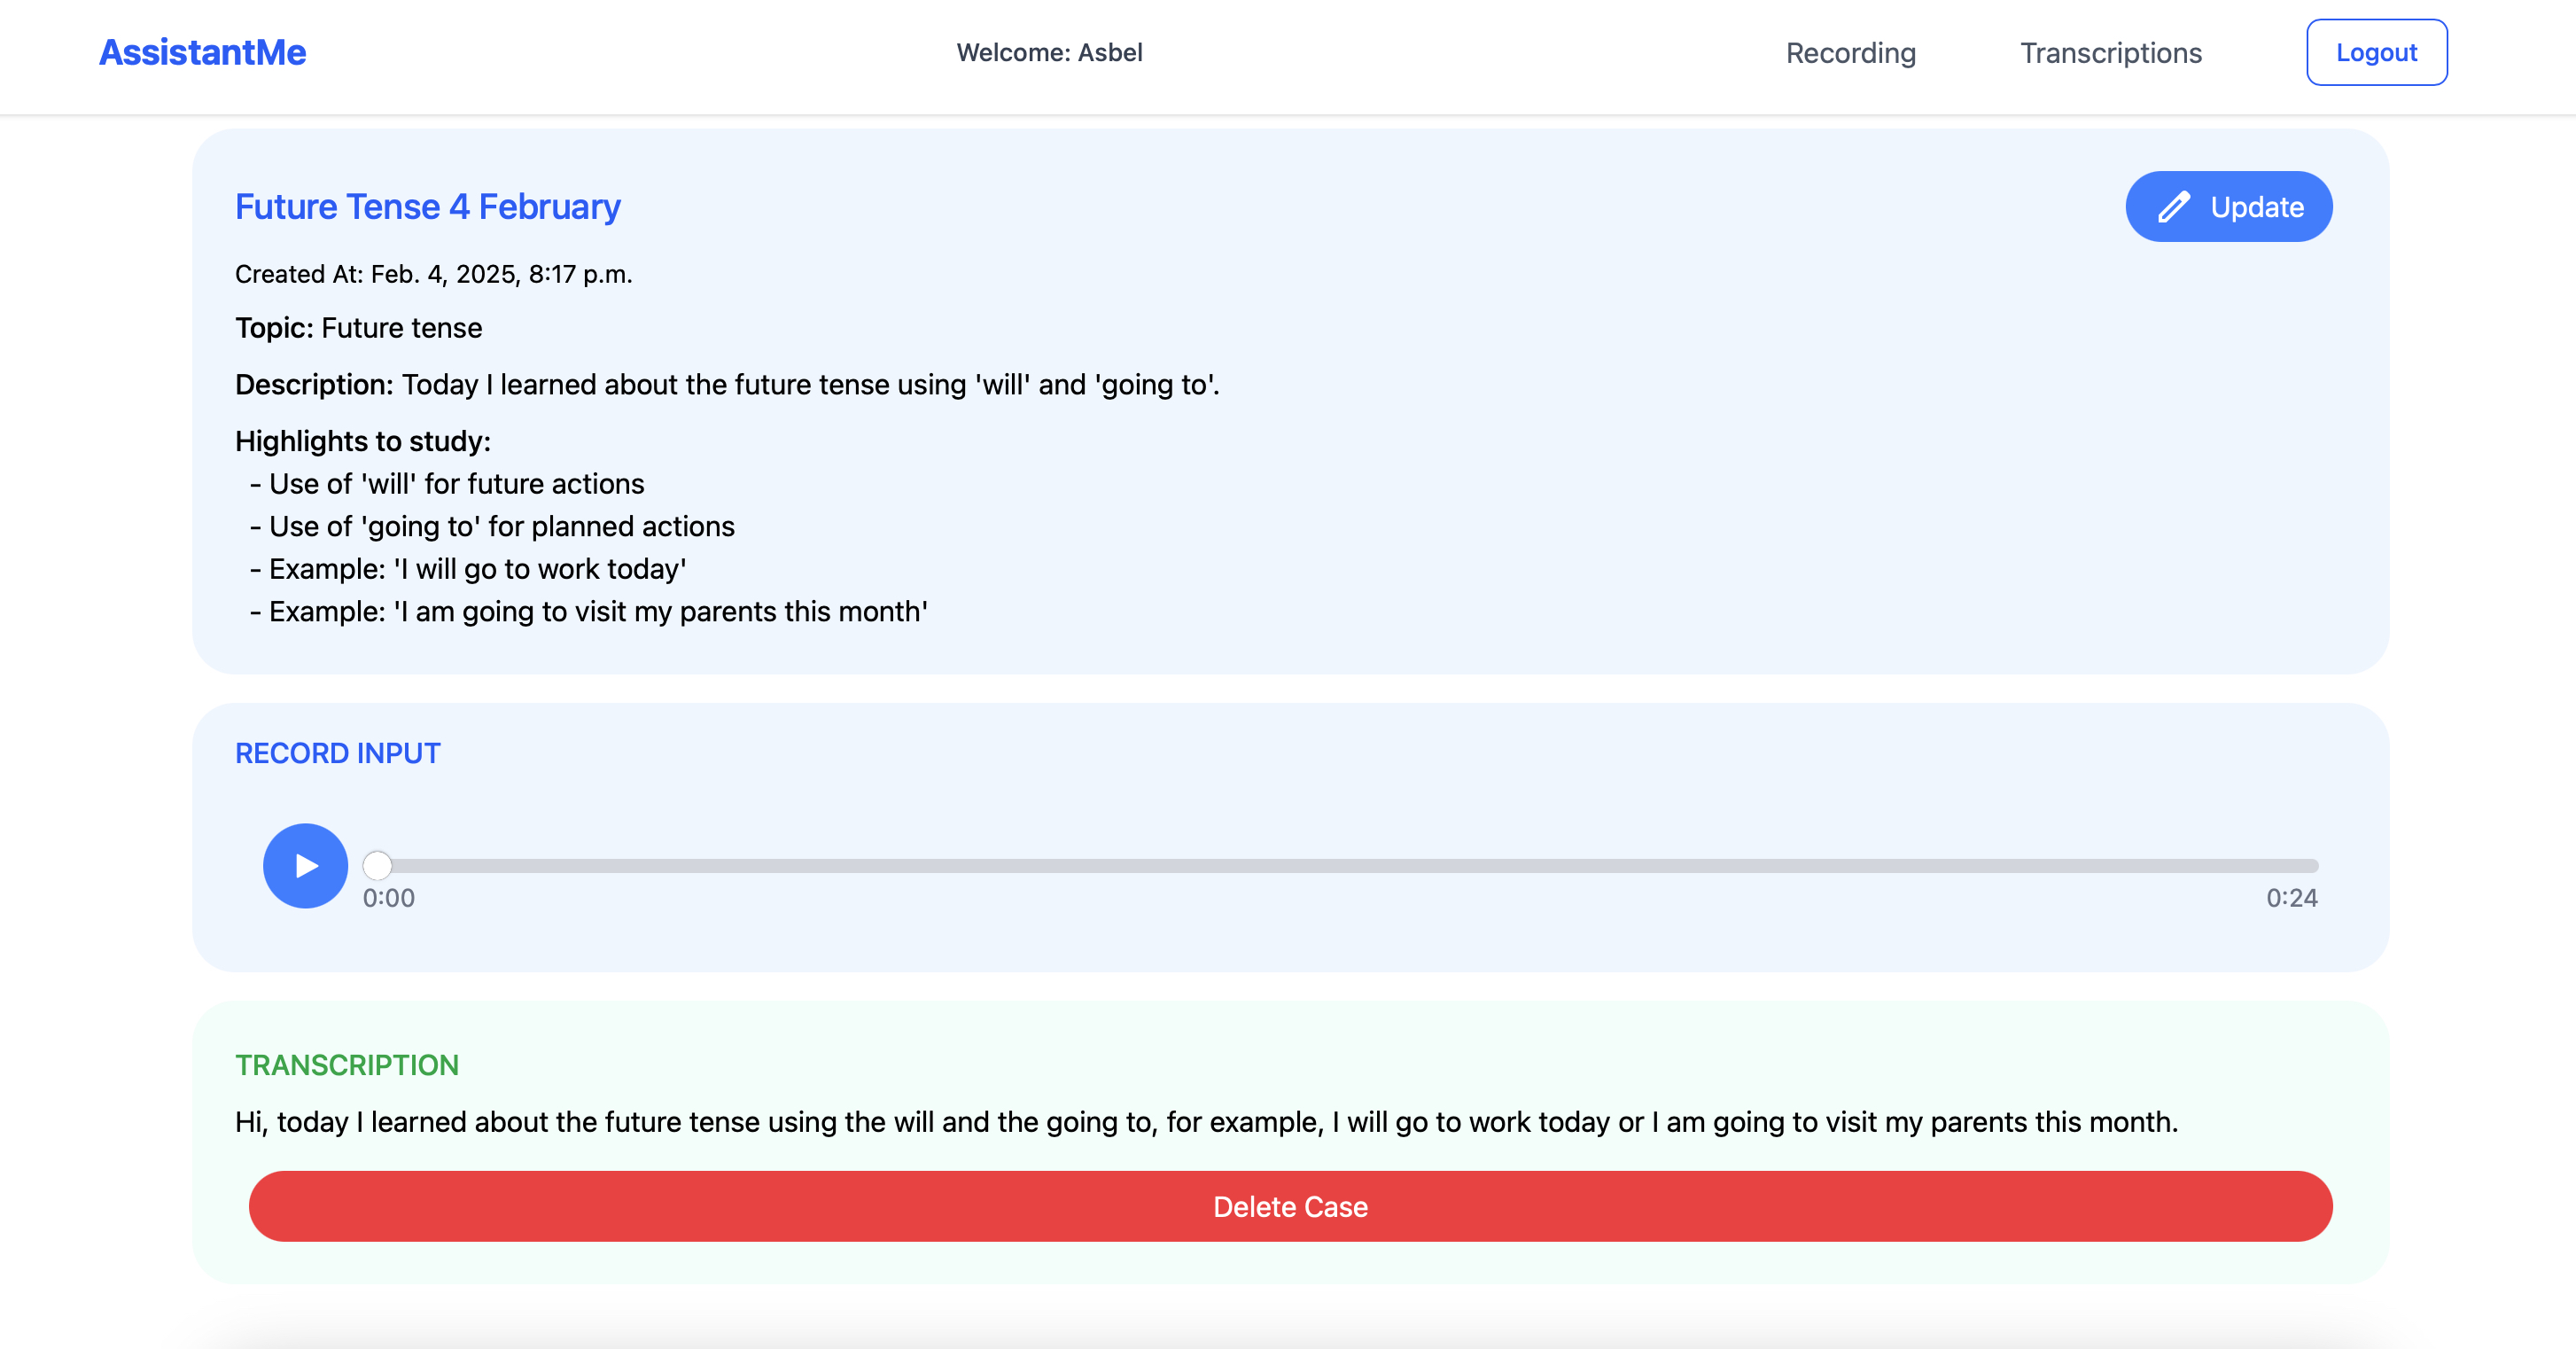 AssistantMe
Welcome: Asbel
Recording
Transcriptions
Logout
Future Tense 4 February
Update
Created At: Feb. 4, 2025, 8:17 p.m.
Topic: Future tense
Description: Today I learned about the future tense using 'will' and 'going to'.
Highlights to study:
- Use of 'will' for future actions
- Use of 'going to' for planned actions
- Example: 'I will go to work today'
- Example: 'I am going to visit my parents this month'
RECORD INPUT
0:00
0:24
TRANSCRIPTION
Hi, today I learned about the future tense using the will and the going to, for example, I will go to work today or I am going to visit my parents this month.
Delete Case